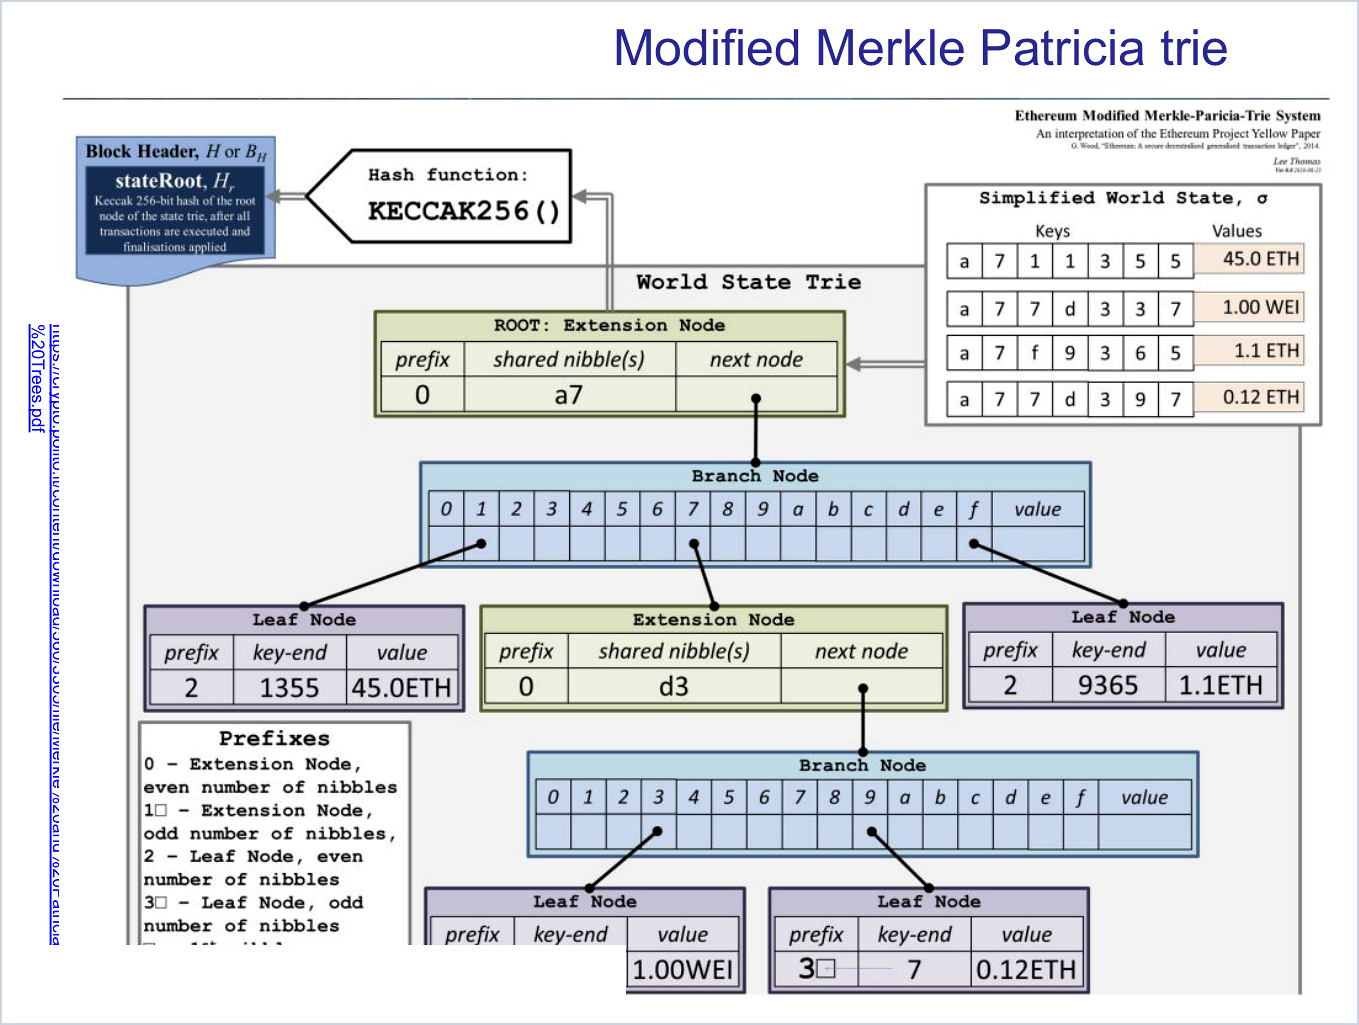 Modified Merkle Patricia trie
Ethereum Modified Merkle-Paricia-Trie System
An interpretation of the Ethereum Project Yellow Paper
G. Wood, "Ethereum: A secure decentralised generalised transaction ledger", 2014.
Lee Thomas
Block Header, H or B_H
stateRoot, H_r
Keccak 256-bit hash of the root
node of the state trie, after all
transactions are executed and
finalisations applied
Hash function:
KECCAK256()
Simplified World State, σ
Keys Values
a 7 1 1 3 5 5 45.0 ETH
a 7 7 d 3 3 7 1.00 WEI
a 7 f 9 3 6 5 1.1 ETH
a 7 7 d 3 9 7 0.12 ETH
World State Trie
ROOT: Extension Node
prefix shared nibble(s) next node
0 a7
Branch Node
0 1 2 3 4 5 6 7 8 9 a b c d e f value
Leaf Node
prefix key-end value
2 1355 45.0ETH
Extension Node
prefix shared nibble(s) next node
0 d3
Leaf Node
prefix key-end value
2 9365 1.1ETH
Prefixes
0 – Extension Node,
even number of nibbles
1□ – Extension Node,
odd number of nibbles,
2 – Leaf Node, even
number of nibbles
3□ – Leaf Node, odd
number of nibbles
Branch Node
0 1 2 3 4 5 6 7 8 9 a b c d e f value
Leaf Node
prefix key-end value
1.00WEI
Leaf Node
prefix key-end value
3□ 7 0.12ETH
%20Trees.pdf